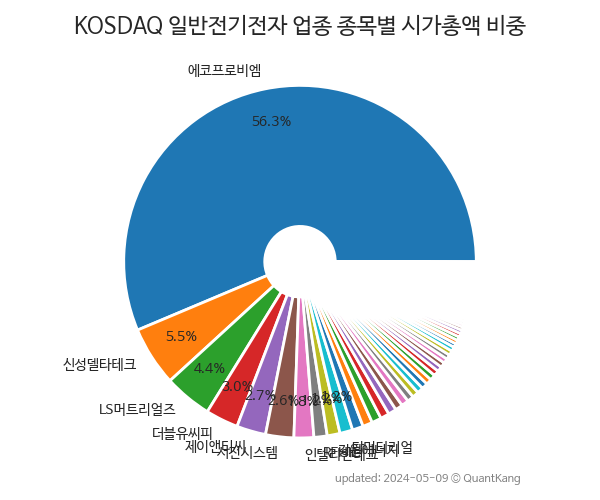 KOSDAQ 일반전기전자 업종 종목별 시가총액 비중
에코프로비엠
56.3%
5.5%
신성델타테크
4.4%
LS머트리얼즈
3.0%
더블유씨피
2.7%
제이앤티씨
2.6%
서진시스템
updated: 2024-05-09 © QuantKang